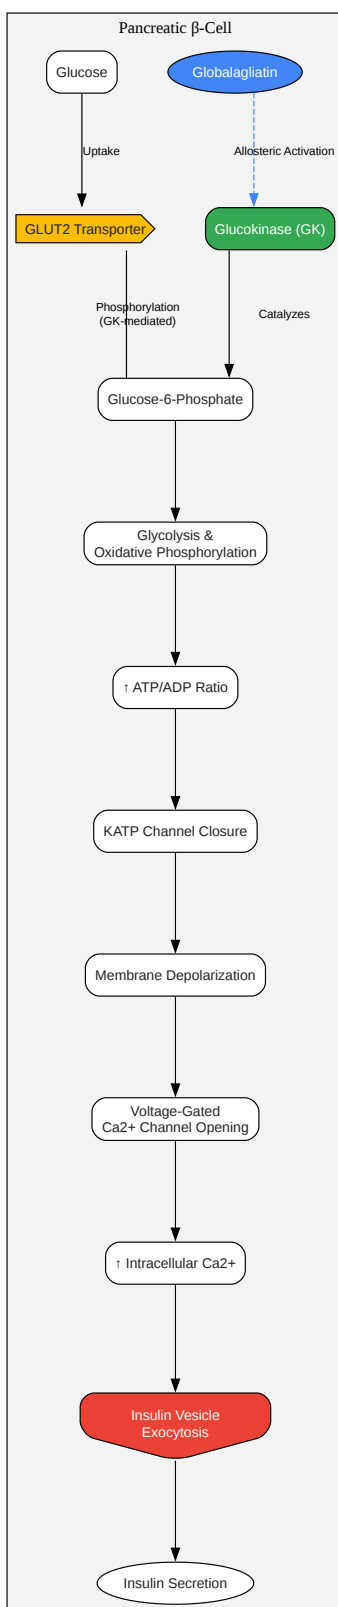 Pancreatic β-Cell
Glucose
Globalagliatin
Uptake
Allosteric Activation
GLUT2 Transporter
Glucokinase (GK)
Phosphorylation
(GK-mediated)
Catalyzes
Glucose-6-Phosphate
Glycolysis &
Oxidative Phosphorylation
↑ ATP/ADP Ratio
KATP Channel Closure
Membrane Depolarization
Voltage-Gated
Ca2+ Channel Opening
↑ Intracellular Ca2+
Insulin Vesicle
Exocytosis
Insulin Secretion